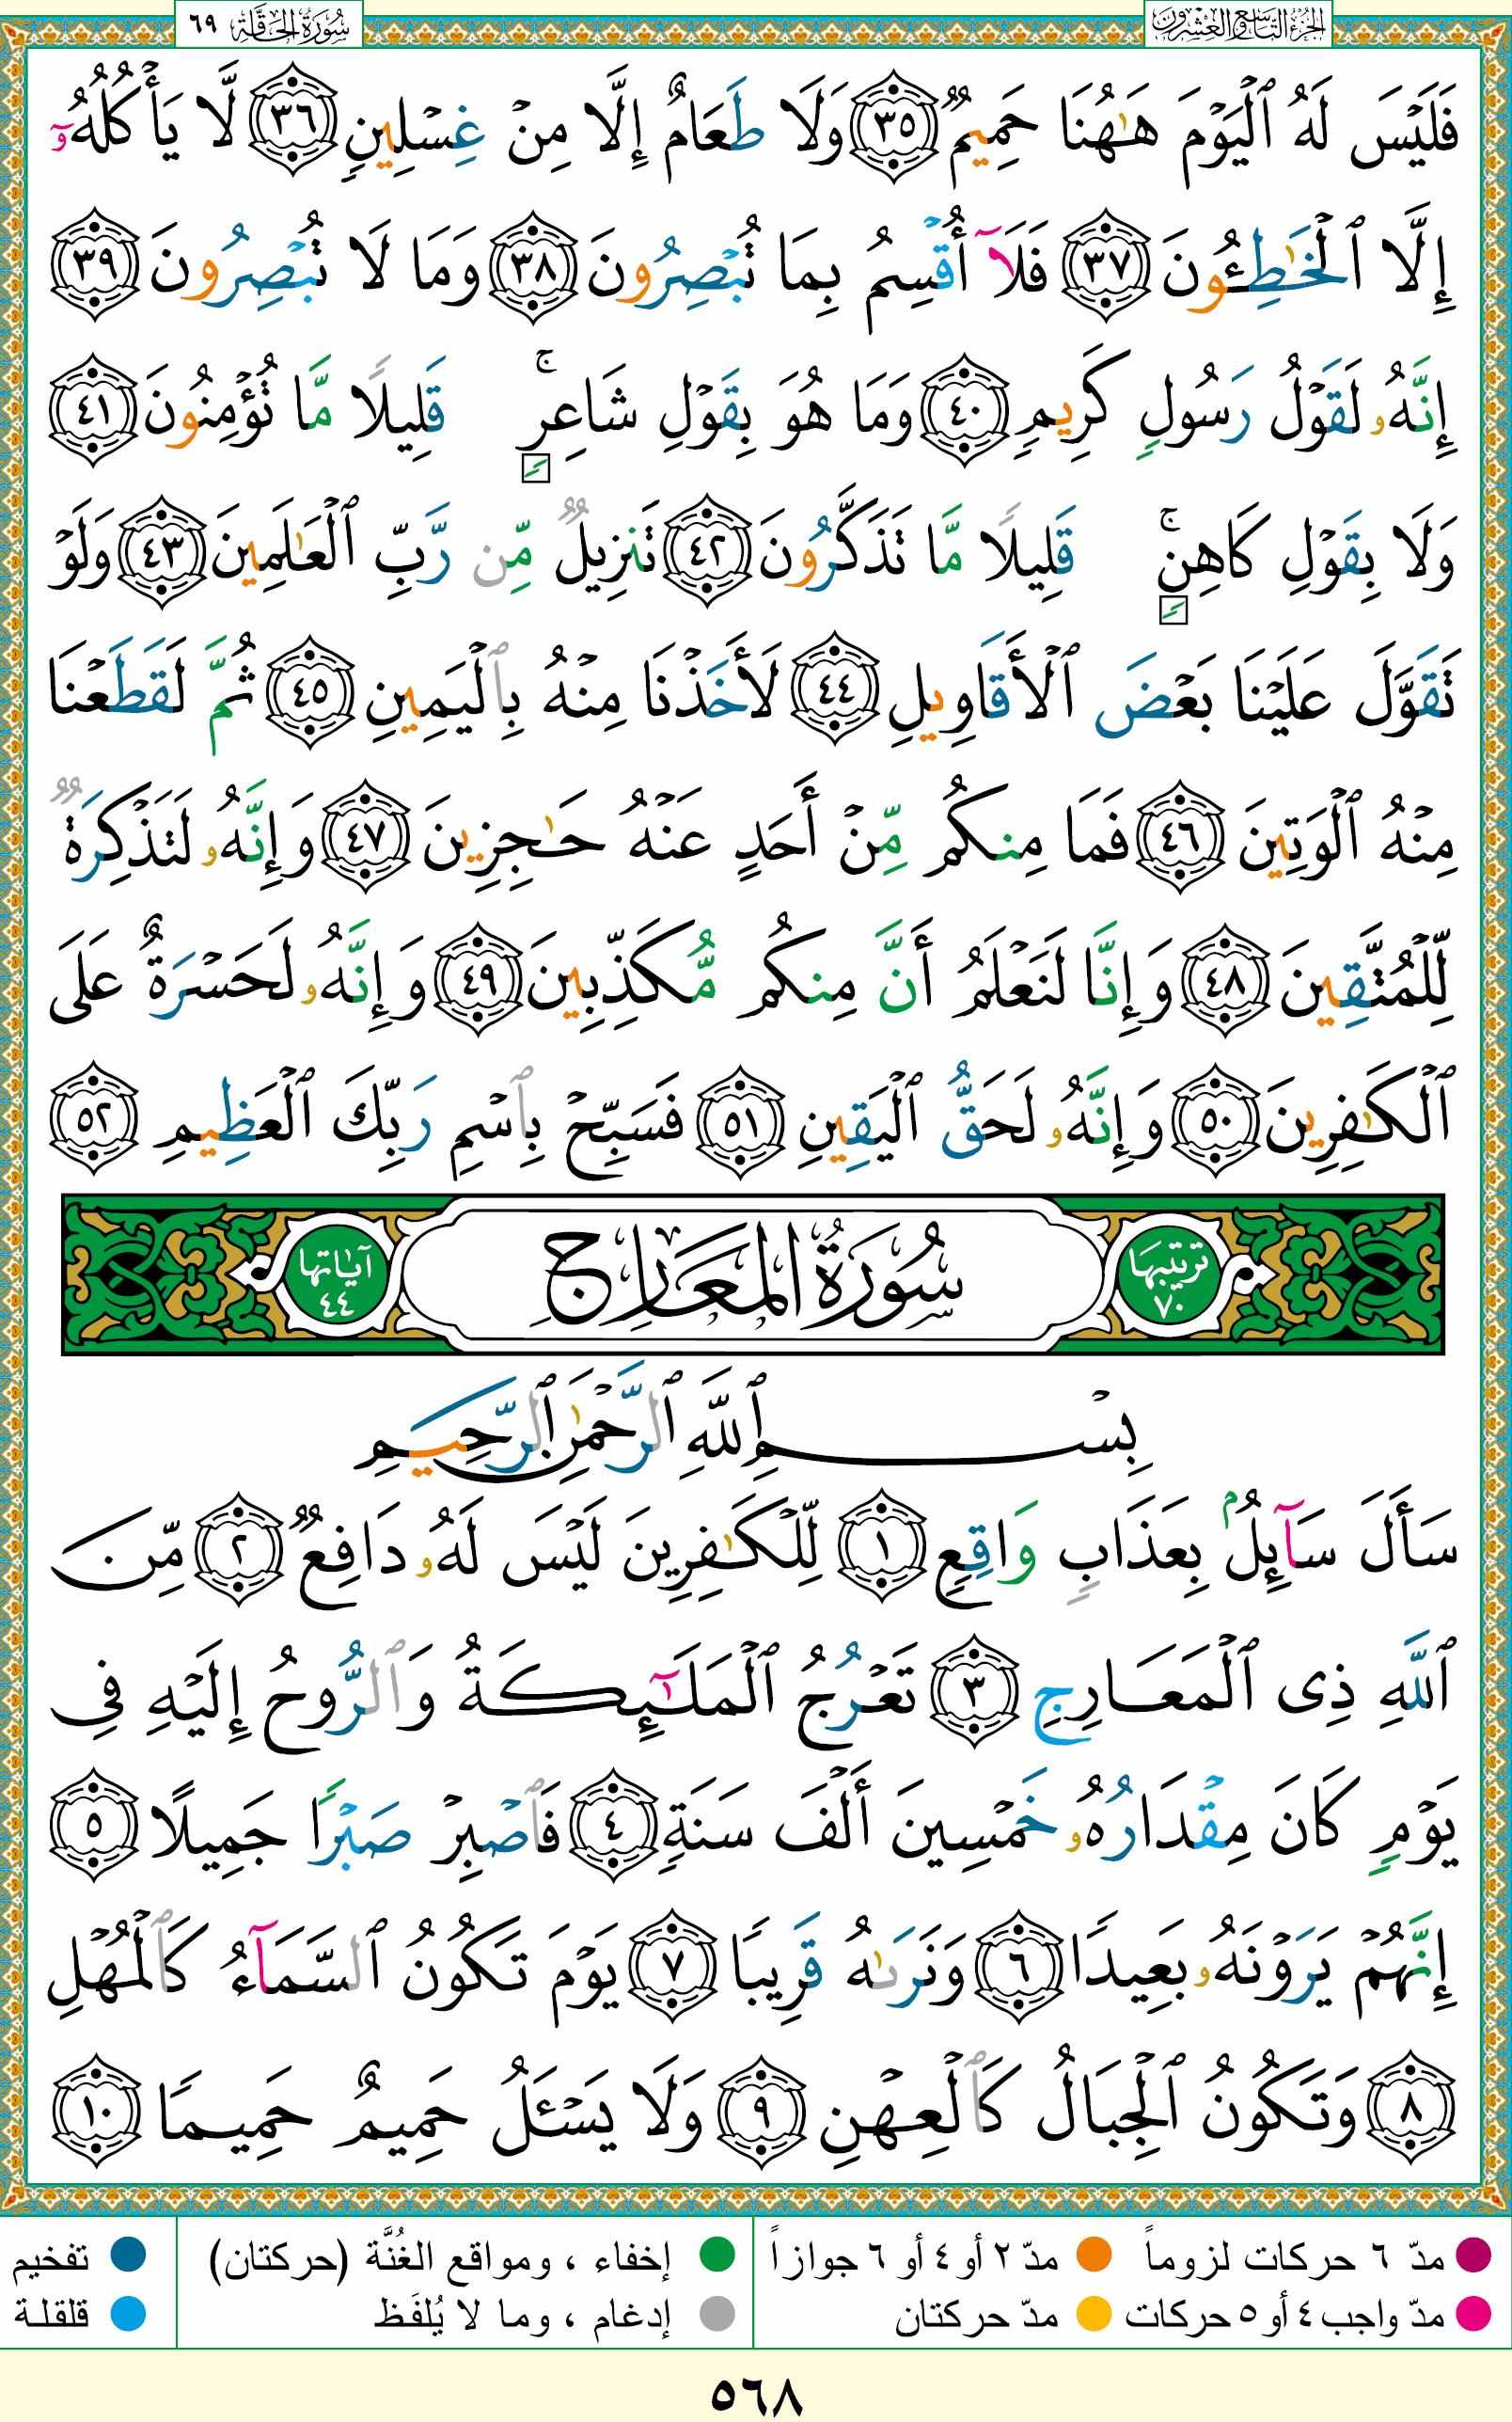 الجزء التاسع والعشرون
سُورَةُ الحَاقَّةِ ٦٩
فَلَيْسَ لَهُ ٱلْيَوْمَ هَٰهُنَا حَمِيمٌ ٣٥ وَلَا طَعَامٌ إِلَّا مِنْ غِسْلِينٍ ٣٦ لَّا يَأْكُلُهُۥٓ
إِلَّا ٱلْخَٰطِـُٔونَ ٣٧ فَلَآ أُقْسِمُ بِمَا تُبْصِرُونَ ٣٨ وَمَا لَا تُبْصِرُونَ ٣٩
إِنَّهُۥ لَقَوْلُ رَسُولٍ كَرِيمٍ ٤٠ وَمَا هُوَ بِقَوْلِ شَاعِرٍۚ قَلِيلًا مَّا تُؤْمِنُونَ ٤١
وَلَا بِقَوْلِ كَاهِنٍۚ قَلِيلًا مَّا تَذَكَّرُونَ ٤٢ تَنزِيلٌ مِّن رَّبِّ ٱلْعَٰلَمِينَ ٤٣ وَلَوْ
تَقَوَّلَ عَلَيْنَا بَعْضَ ٱلْأَقَاوِيلِ ٤٤ لَأَخَذْنَا مِنْهُ بِٱلْيَمِينِ ٤٥ ثُمَّ لَقَطَعْنَا
مِنْهُ ٱلْوَتِينَ ٤٦ فَمَا مِنكُم مِّنْ أَحَدٍ عَنْهُ حَٰجِزِينَ ٤٧ وَإِنَّهُۥ لَتَذْكِرَةٌ
لِّلْمُتَّقِينَ ٤٨ وَإِنَّا لَنَعْلَمُ أَنَّ مِنكُم مُّكَذِّبِينَ ٤٩ وَإِنَّهُۥ لَحَسْرَةٌ عَلَى
ٱلْكَٰفِرِينَ ٥٠ وَإِنَّهُۥ لَحَقُّ ٱلْيَقِينِ ٥١ فَسَبِّحْ بِٱسْمِ رَبِّكَ ٱلْعَظِيمِ ٥٢
ترتيبها ٧٠ سُورَةُ المَعَارِجِ آياتها ٤٤
بِسْمِ ٱللَّهِ ٱلرَّحْمَٰنِ ٱلرَّحِيمِ
سَأَلَ سَآئِلٌۢ بِعَذَابٍ وَاقِعٍ ١ لِّلْكَٰفِرِينَ لَيْسَ لَهُۥ دَافِعٌ ٢ مِّنَ
ٱللَّهِ ذِى ٱلْمَعَارِجِ ٣ تَعْرُجُ ٱلْمَلَٰٓئِكَةُ وَٱلرُّوحُ إِلَيْهِ فِى
يَوْمٍ كَانَ مِقْدَارُهُۥ خَمْسِينَ أَلْفَ سَنَةٍ ٤ فَٱصْبِرْ صَبْرًا جَمِيلًا ٥
إِنَّهُمْ يَرَوْنَهُۥ بَعِيدًا ٦ وَنَرَىٰهُ قَرِيبًا ٧ يَوْمَ تَكُونُ ٱلسَّمَآءُ كَٱلْمُهْلِ
٨ وَتَكُونُ ٱلْجِبَالُ كَٱلْعِهْنِ ٩ وَلَا يَسْـَٔلُ حَمِيمٌ حَمِيمًا ١٠
مدّ ٦ حركات لزوماً مدّ ٢ أو ٤ أو ٦ جوازاً إخفاء ، ومواقع الغُنَّة (حركتان) تفخيم
مدّ واجب ٤ أو ٥ حركات مدّ حركتان إدغام ، وما لا يُلفَظ قلقلة
٥٦٨